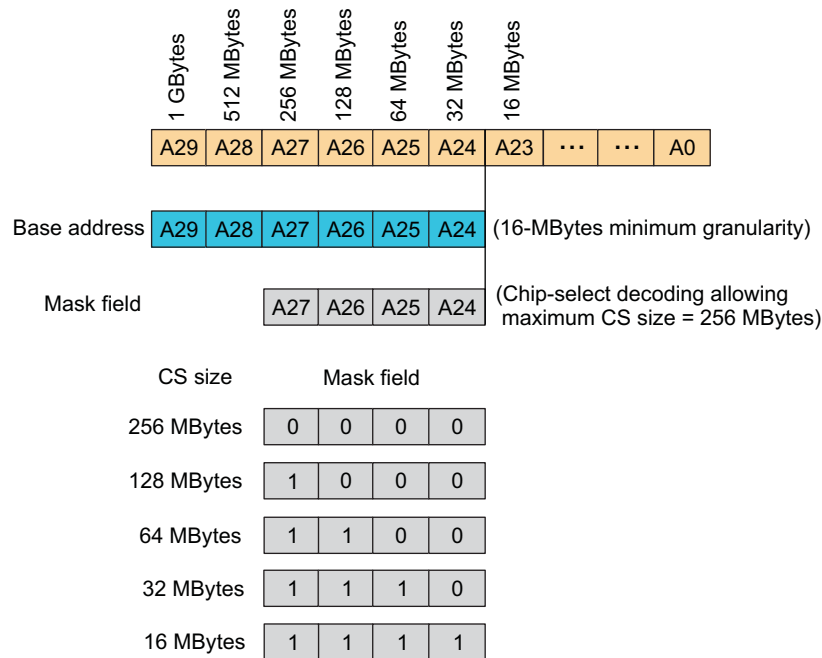 1 GBytes
512 MBytes
256 MBytes
128 MBytes
64 MBytes
32 MBytes
16 MBytes
A29 A28 A27 A26 A25 A24 A23 ... ... A0
Base address A29 A28 A27 A26 A25 A24 (16-MBytes minimum granularity)
Mask field A27 A26 A25 A24 (Chip-select decoding allowing
maximum CS size = 256 MBytes)
CS size Mask field
256 MBytes 0 0 0 0
128 MBytes 1 0 0 0
64 MBytes 1 1 0 0
32 MBytes 1 1 1 0
16 MBytes 1 1 1 1